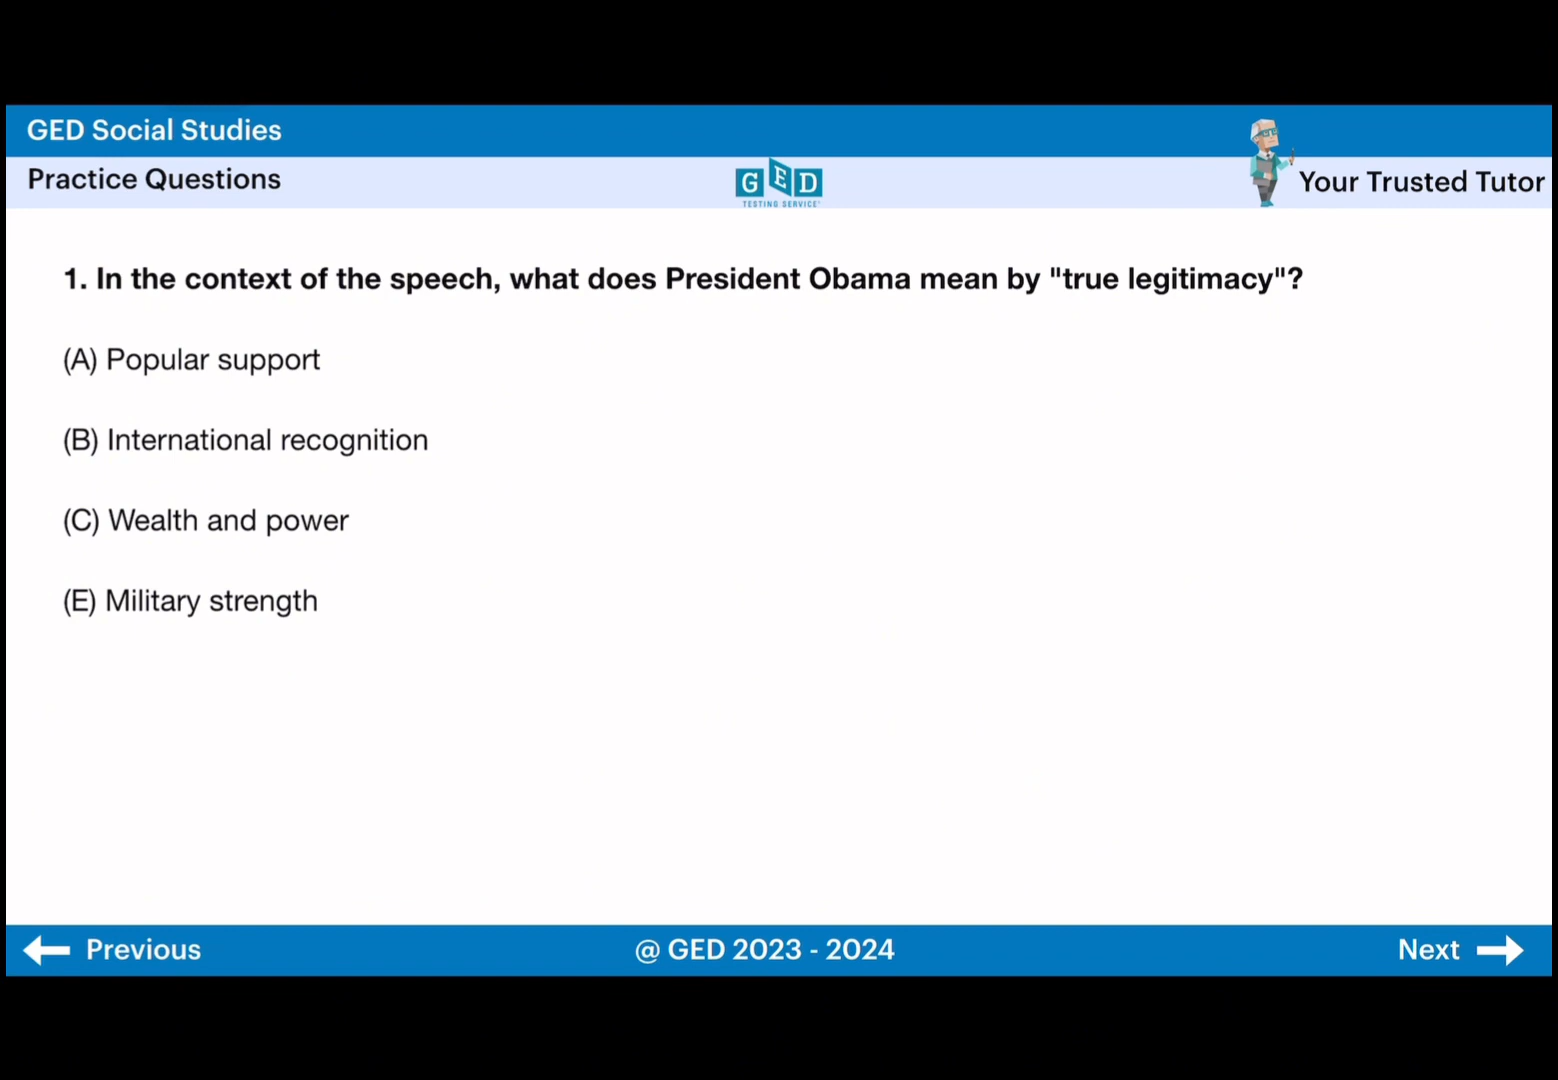 GED Social Studies
Practice Questions
GED
TESTING SERVICE
Your Trusted Tutor
1. In the context of the speech, what does President Obama mean by "true legitimacy"?
(A) Popular support
(B) International recognition
(C) Wealth and power
(E) Military strength
Previous
@ GED 2023 - 2024
Next